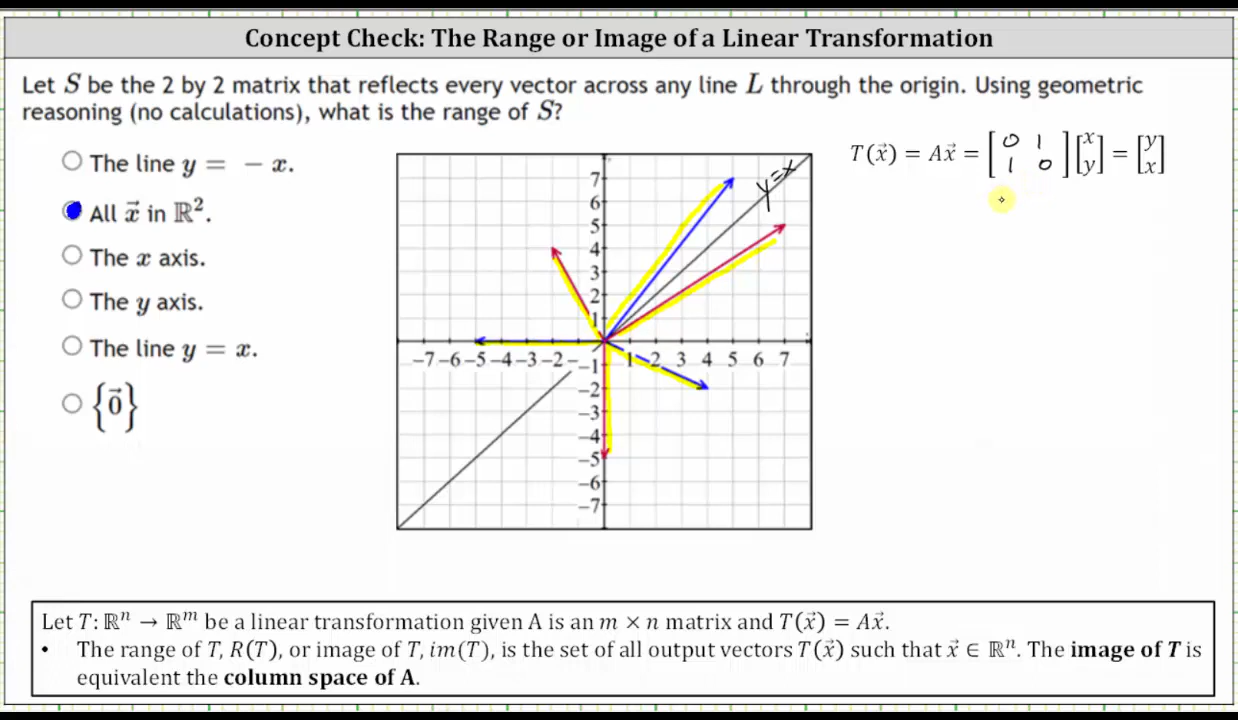 Concept Check: The Range or Image of a Linear Transformation
Let S be the 2 by 2 matrix that reflects every vector across any line L through the origin. Using geometric
reasoning (no calculations), what is the range of S?
The line y = − x.
All x⃗ in ℝ².
The x axis.
The y axis.
The line y = x.
{0⃗}
y=x
7
6
5
4
3
2
1
−7 −6 −5 −4 −3 −2 − 1 2 3 4 5 6 7
−1
−2
−3
−4
−5
−6
−7
T(x⃗) = Ax⃗ = [0 1; 1 0] [x; y] = [y; x]
Let T: ℝⁿ → ℝᵐ be a linear transformation given A is an m × n matrix and T(x⃗) = Ax⃗.
• The range of T, R(T), or image of T, im(T), is the set of all output vectors T(x⃗) such that x⃗ ∈ ℝⁿ. The image of T is
equivalent the column space of A.